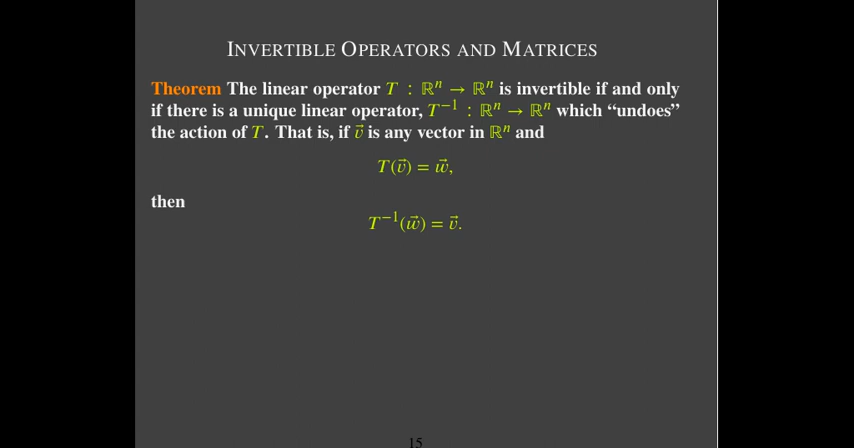 INVERTIBLE OPERATORS AND MATRICES
Theorem The linear operator T : ℝⁿ → ℝⁿ is invertible if and only
if there is a unique linear operator, T⁻¹ : ℝⁿ → ℝⁿ which “undoes”
the action of T. That is, if v⃗ is any vector in ℝⁿ and
T(v⃗) = w⃗,
then
T⁻¹(w⃗) = v⃗.
15